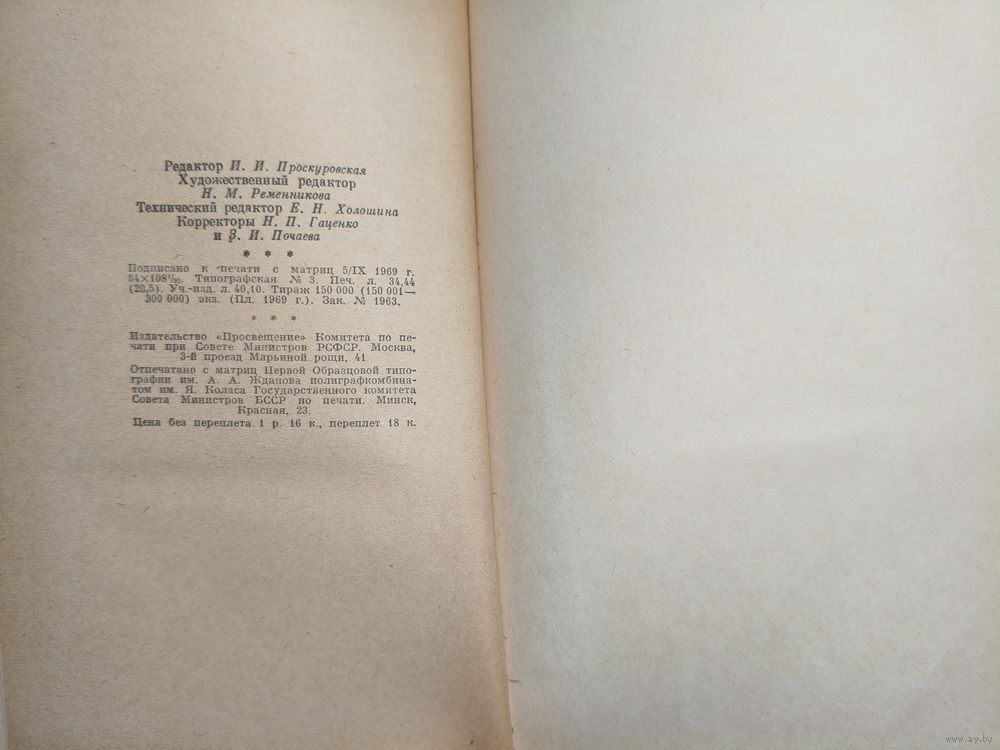 Редактор И. И. Проскуровская
Художественный редактор
Н. М. Ременникова
Технический редактор Е. Н. Холошина
Корректоры Н. П. Гаценко
и З. И. Почаева
* * *
Подписано к печати с матриц 5/IX 1969 г.
84×108¹/₃₂. Типографская № 3. Печ. л. 34,44
(20,5). Уч.-изд. л. 40,10. Тираж 150 000 (150 001—
300 000) экз. (Пл. 1969 г.). Зак. № 1963.
* * *
Издательство «Просвещение» Комитета по пе-
чати при Совете Министров РСФСР. Москва,
3-й проезд Марьиной рощи, 41
Отпечатано с матриц Первой Образцовой типо-
графии им. А. А. Жданова полиграфкомбина-
том им. Я. Коласа Государственного комитета
Совета Министров БССР по печати. Минск,
Красная, 23.
Цена без переплета 1 р. 16 к., переплет 18 к.
www.ay.by